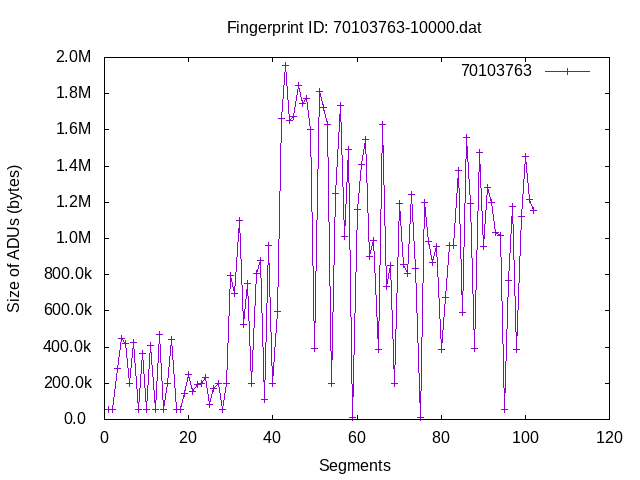 Fingerprint ID: 70103763-10000.dat
70103763
2.0M
1.8M
1.6M
1.4M
1.2M
1.0M
800.0k
600.0k
400.0k
200.0k
0.0
Size of ADUs (bytes)
0 20 40 60 80 100 120
Segments